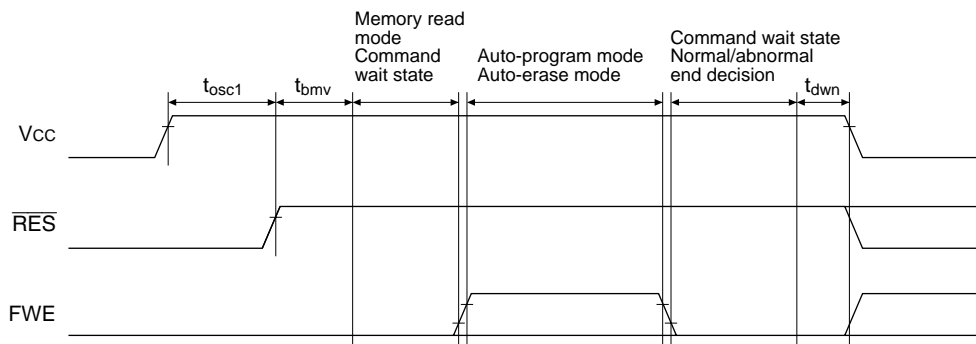 Memory read
mode
Command
wait state
Auto-program mode
Auto-erase mode
Command wait state
Normal/abnormal
end decision
tosc1
tbmv
tdwn
VCC
RES
FWE